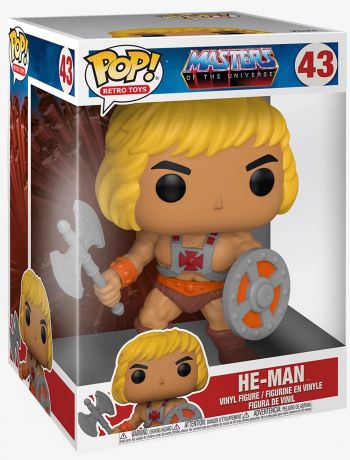 43
POP!
RETRO TOYS
MASTERS
OF THE UNIVERSE
43
HE-MAN
VINYL FIGURE / FIGURINE EN VINYLE
FIGURA DE VINIL